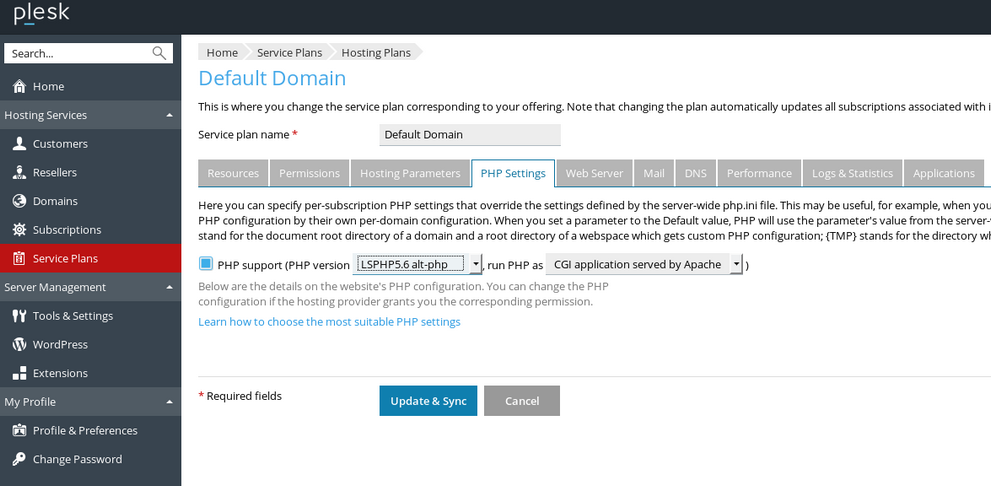 plesk
Search...
Home
Hosting Services
Customers
Resellers
Domains
Subscriptions
Service Plans
Server Management
Tools & Settings
WordPress
Extensions
My Profile
Profile & Preferences
Change Password
Home Service Plans Hosting Plans
Default Domain
This is where you change the service plan corresponding to your offering. Note that changing the plan automatically updates all subscriptions associated with i
Service plan name * Default Domain
Resources Permissions Hosting Parameters PHP Settings Web Server Mail DNS Performance Logs & Statistics Applications
Here you can specify per-subscription PHP settings that override the settings defined by the server-wide php.ini file. This may be useful, for example, when you
PHP configuration by their own per-domain configuration. When you set a parameter to the Default value, PHP will use the parameter's value from the server-
stand for the document root directory of a domain and a root directory of a webspace which gets custom PHP configuration; {TMP} stands for the directory wh
PHP support (PHP version LSPHP5.6 alt-php , run PHP as CGI application served by Apache )
Below are the details on the website's PHP configuration. You can change the PHP
configuration if the hosting provider grants you the corresponding permission.
Learn how to choose the most suitable PHP settings
* Required fields
Update & Sync Cancel